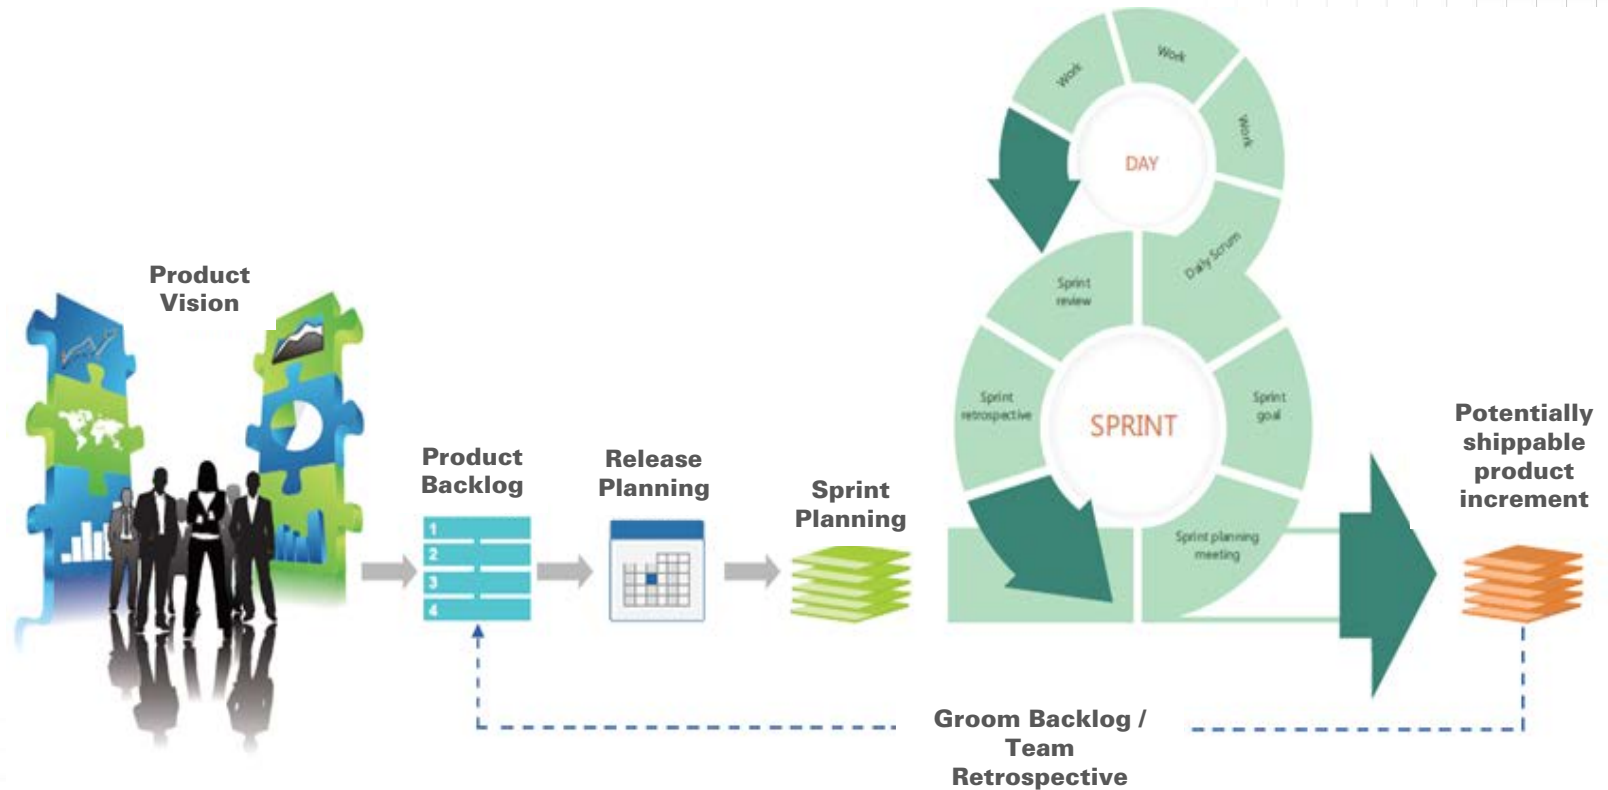 Product
Vision
Product
Backlog
1
2
3
4
Release
Planning
Sprint
Planning
Work
Work
Work
DAY
Daily Scrum
Sprint
review
Sprint
retrospective
SPRINT
Sprint
goal
Sprint planning
meeting
Potentially
shippable
product
increment
Groom Backlog /
Team
Retrospective